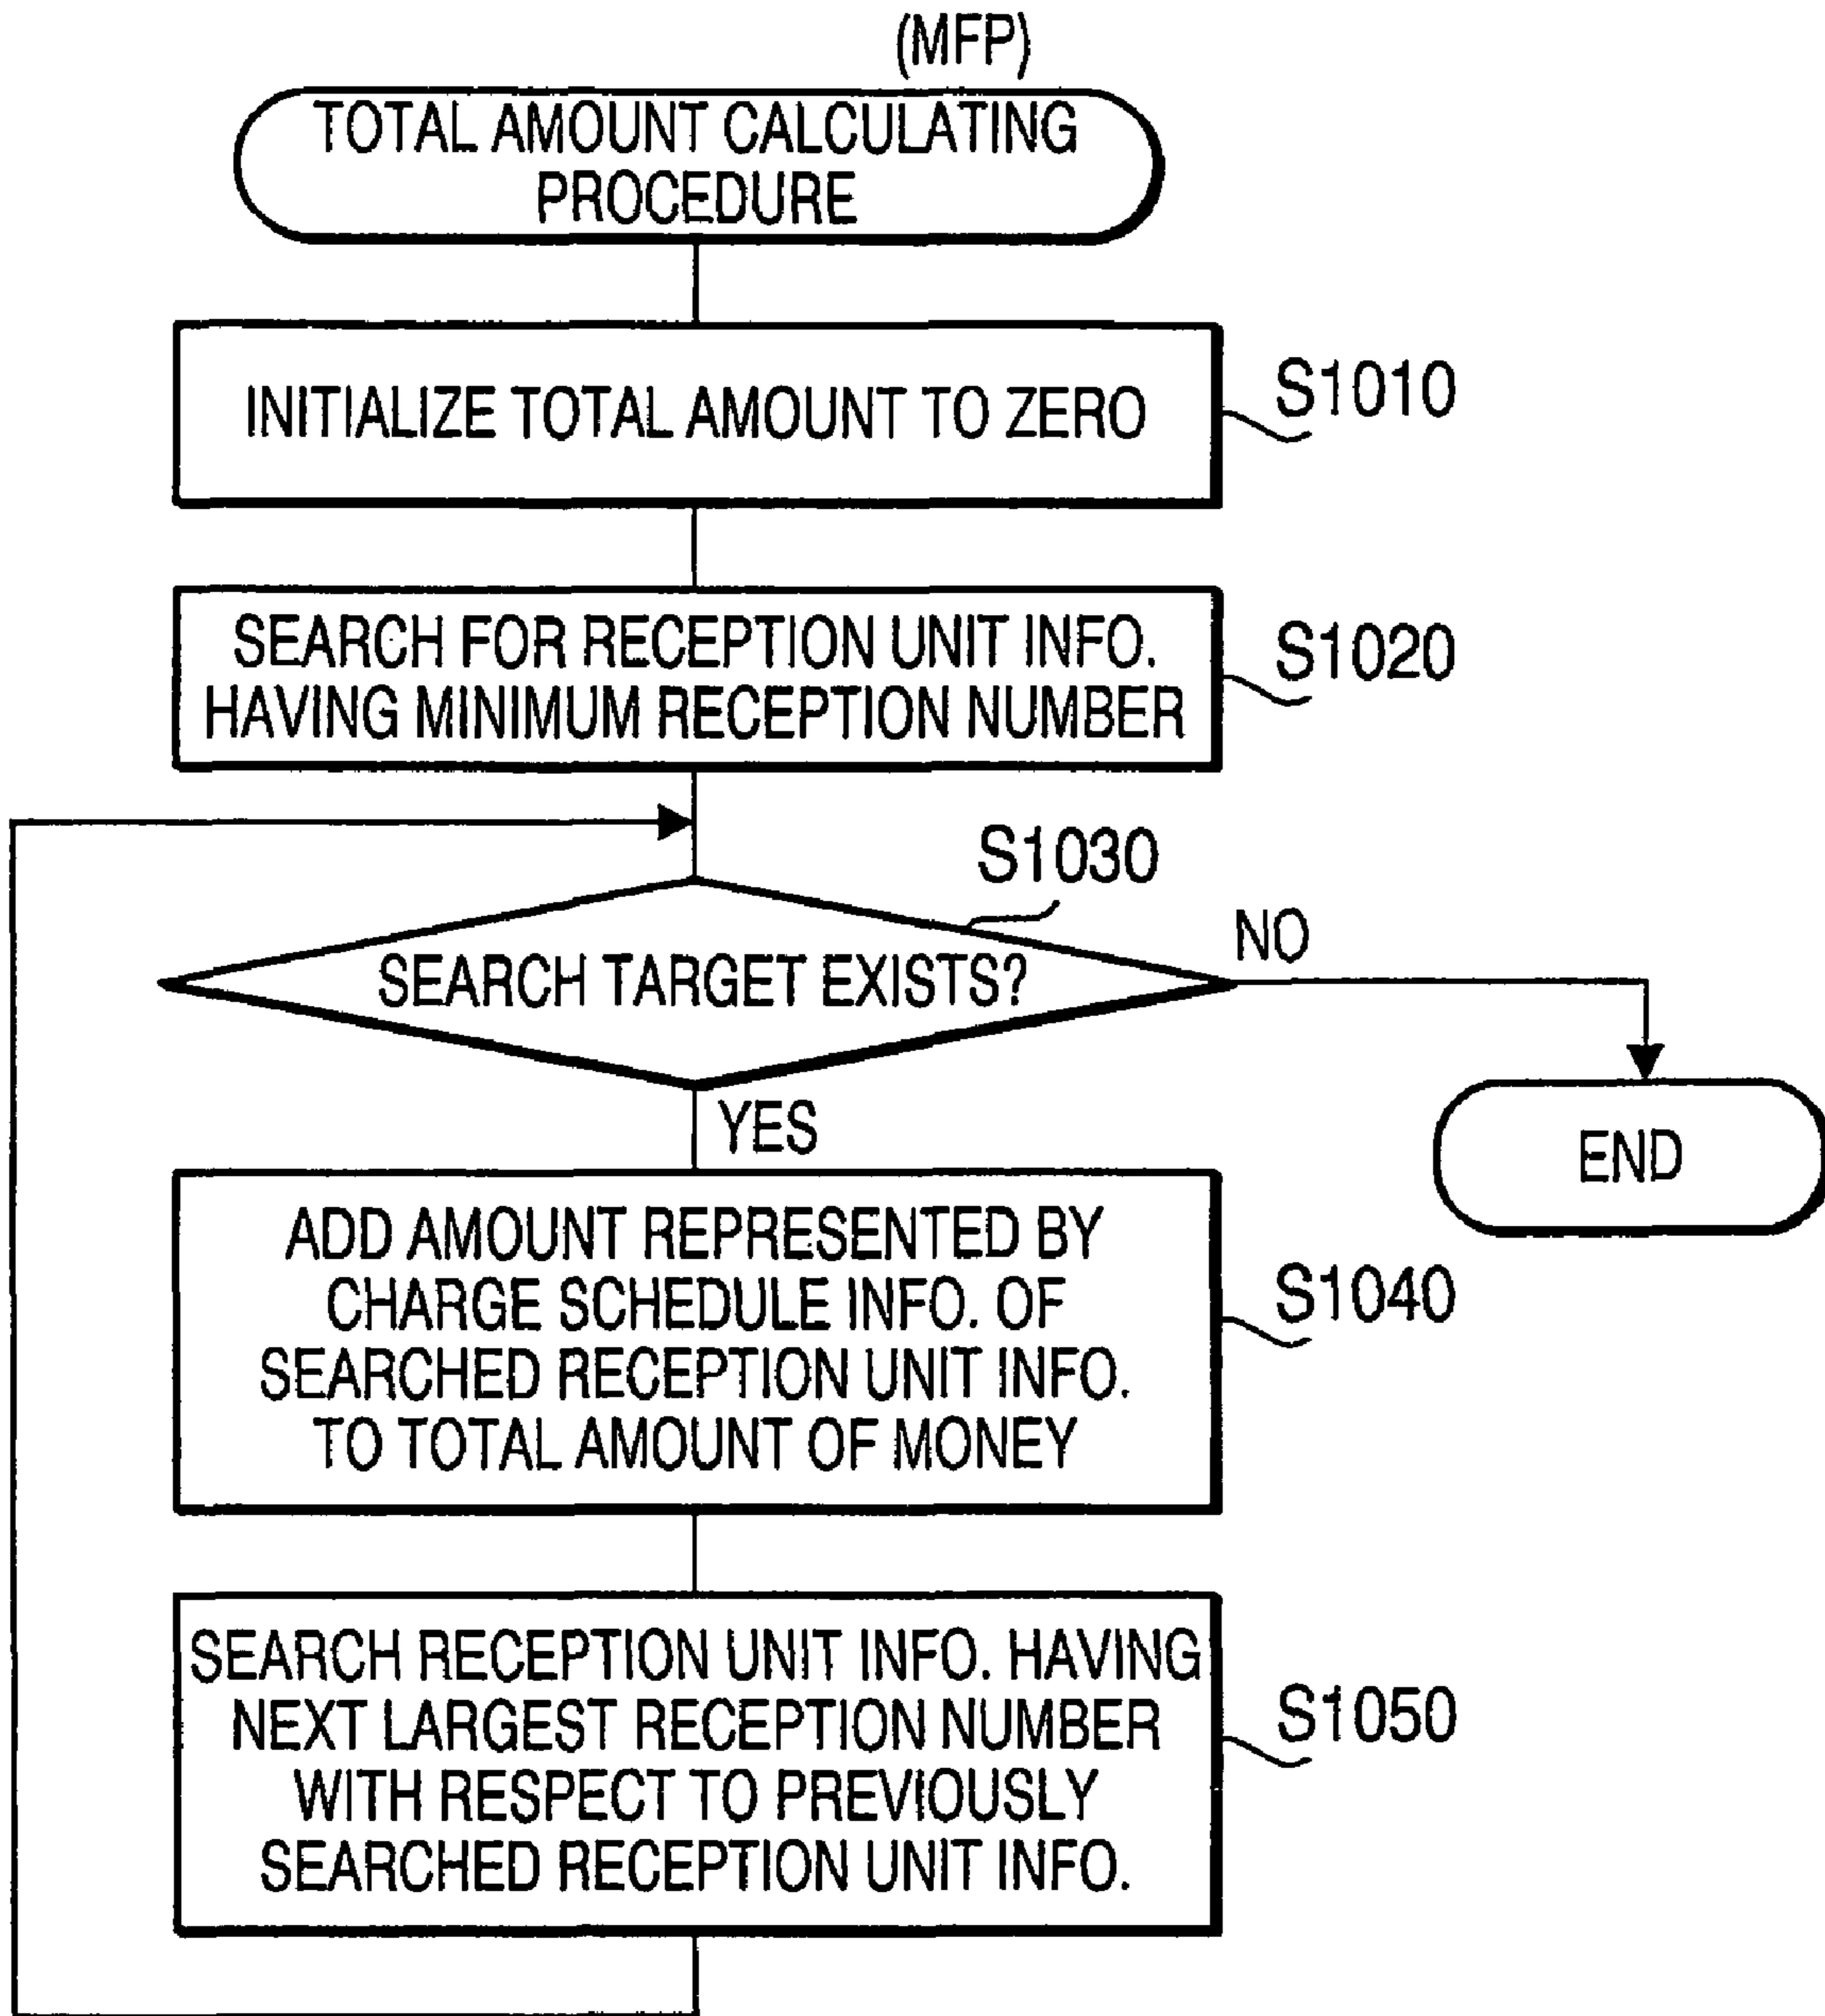 (MFP)
TOTAL AMOUNT CALCULATING
PROCEDURE
INITIALIZE TOTAL AMOUNT TO ZERO
S1010
SEARCH FOR RECEPTION UNIT INFO.
HAVING MINIMUM RECEPTION NUMBER
S1020
S1030
SEARCH TARGET EXISTS?
NO
YES
END
ADD AMOUNT REPRESENTED BY
CHARGE SCHEDULE INFO. OF
SEARCHED RECEPTION UNIT INFO.
TO TOTAL AMOUNT OF MONEY
S1040
SEARCH RECEPTION UNIT INFO. HAVING
NEXT LARGEST RECEPTION NUMBER
WITH RESPECT TO PREVIOUSLY
SEARCHED RECEPTION UNIT INFO.
S1050